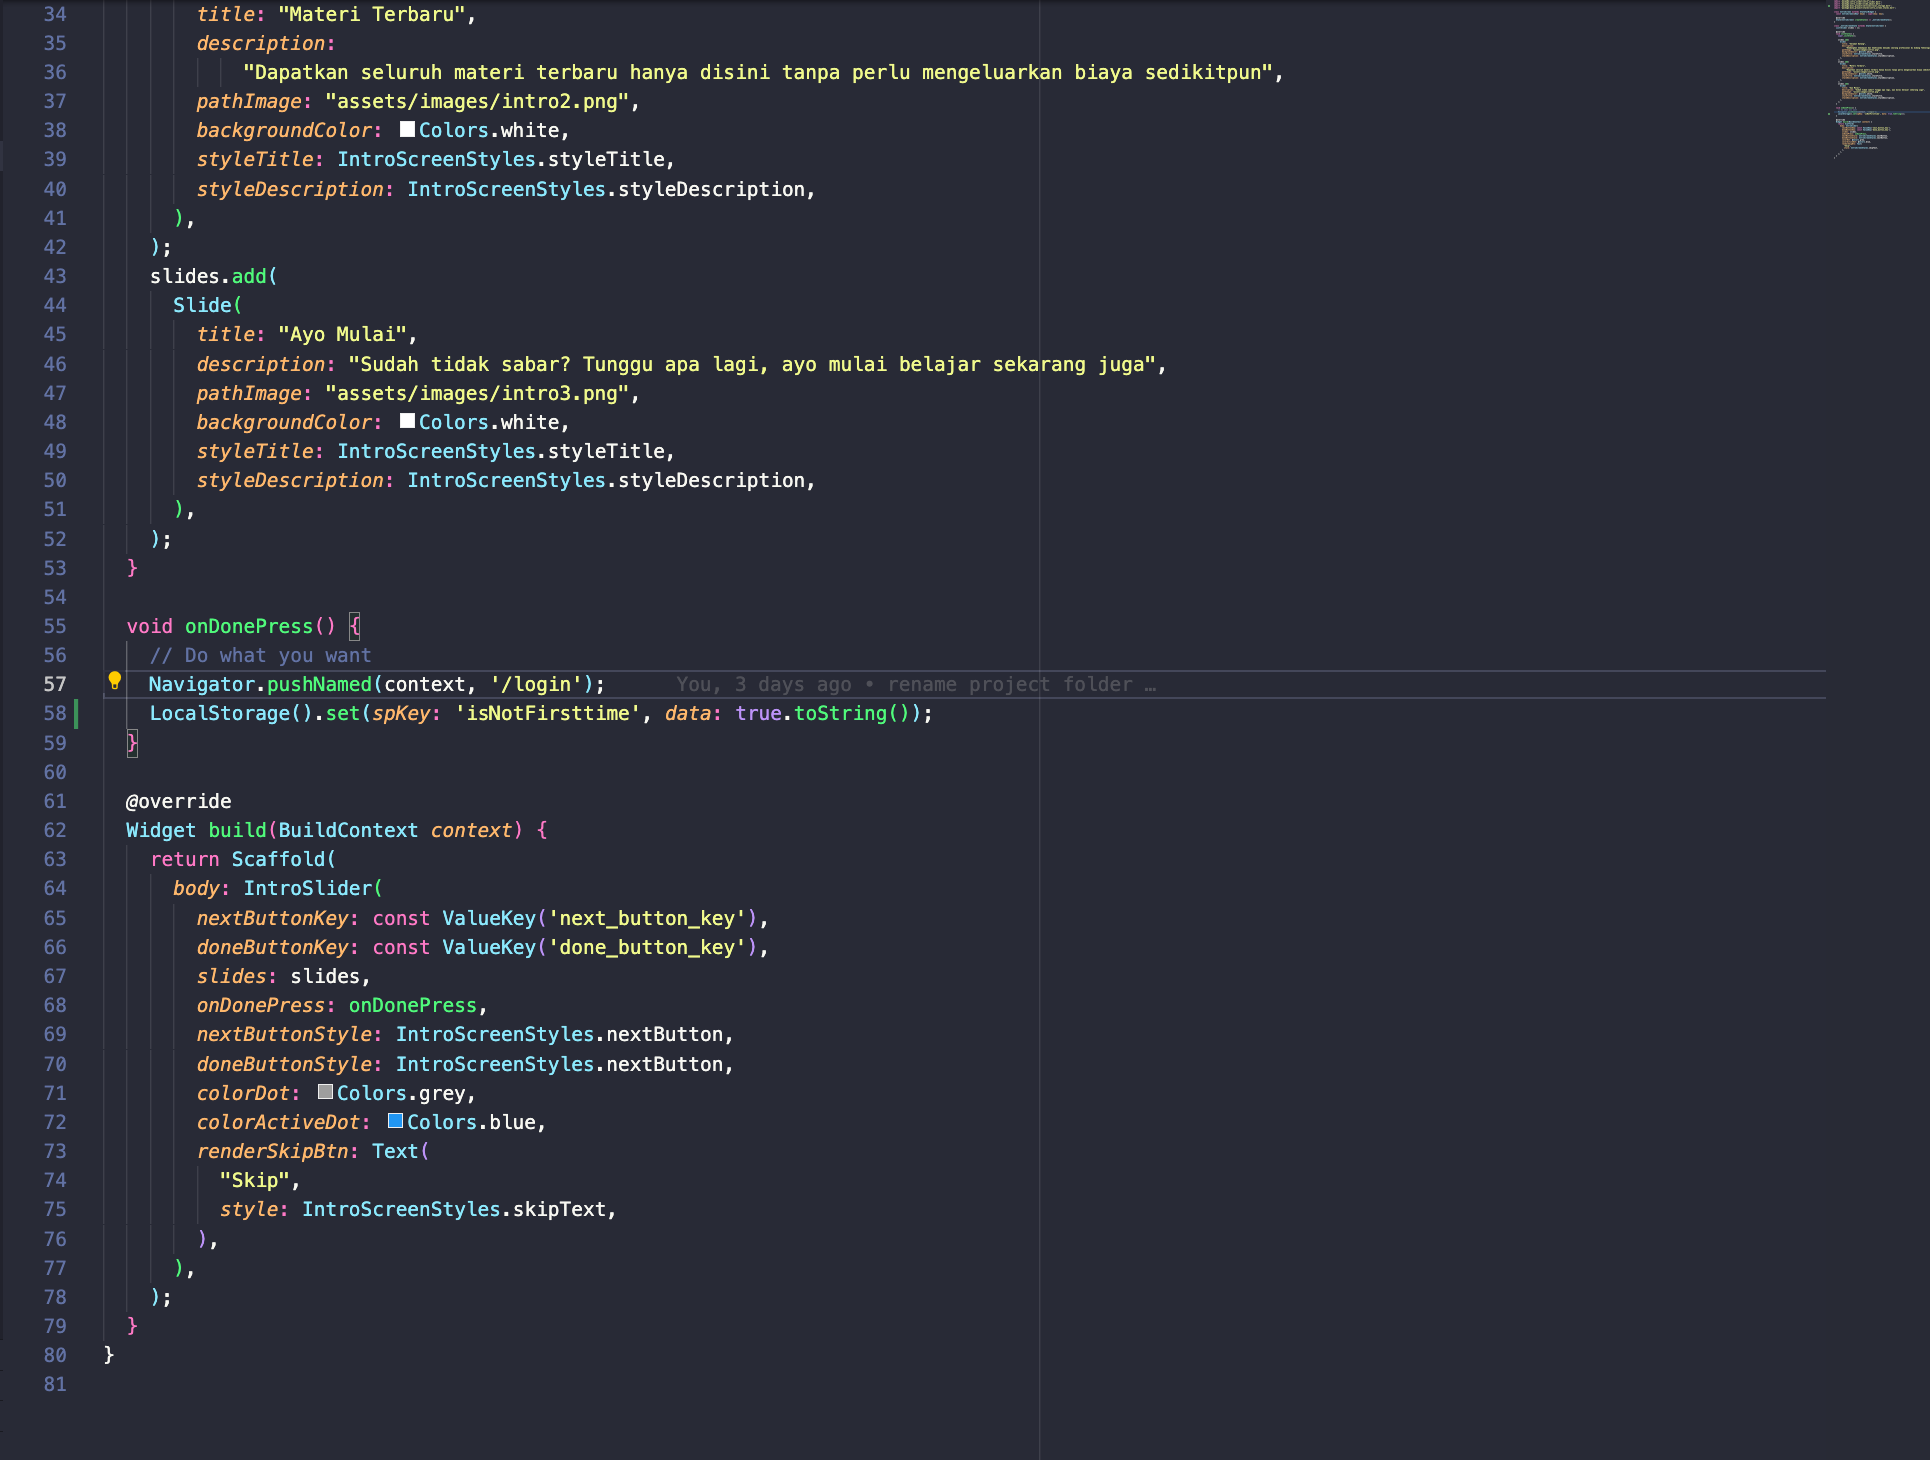 34 title: "Materi Terbaru",
35 description:
36 "Dapatkan seluruh materi terbaru hanya disini tanpa perlu mengeluarkan biaya sedikitpun",
37 pathImage: "assets/images/intro2.png",
38 backgroundColor: Colors.white,
39 styleTitle: IntroScreenStyles.styleTitle,
40 styleDescription: IntroScreenStyles.styleDescription,
41 ),
42 );
43 slides.add(
44 Slide(
45 title: "Ayo Mulai",
46 description: "Sudah tidak sabar? Tunggu apa lagi, ayo mulai belajar sekarang juga",
47 pathImage: "assets/images/intro3.png",
48 backgroundColor: Colors.white,
49 styleTitle: IntroScreenStyles.styleTitle,
50 styleDescription: IntroScreenStyles.styleDescription,
51 ),
52 );
53 }
54
55 void onDonePress() {
56 // Do what you want
57 Navigator.pushNamed(context, '/login'); You, 3 days ago • rename project folder …
58 LocalStorage().set(spKey: 'isNotFirsttime', data: true.toString());
59 }
60
61 @override
62 Widget build(BuildContext context) {
63 return Scaffold(
64 body: IntroSlider(
65 nextButtonKey: const ValueKey('next_button_key'),
66 doneButtonKey: const ValueKey('done_button_key'),
67 slides: slides,
68 onDonePress: onDonePress,
69 nextButtonStyle: IntroScreenStyles.nextButton,
70 doneButtonStyle: IntroScreenStyles.nextButton,
71 colorDot: Colors.grey,
72 colorActiveDot: Colors.blue,
73 renderSkipBtn: Text(
74 "Skip",
75 style: IntroScreenStyles.skipText,
76 ),
77 ),
78 );
79 }
80 }
81